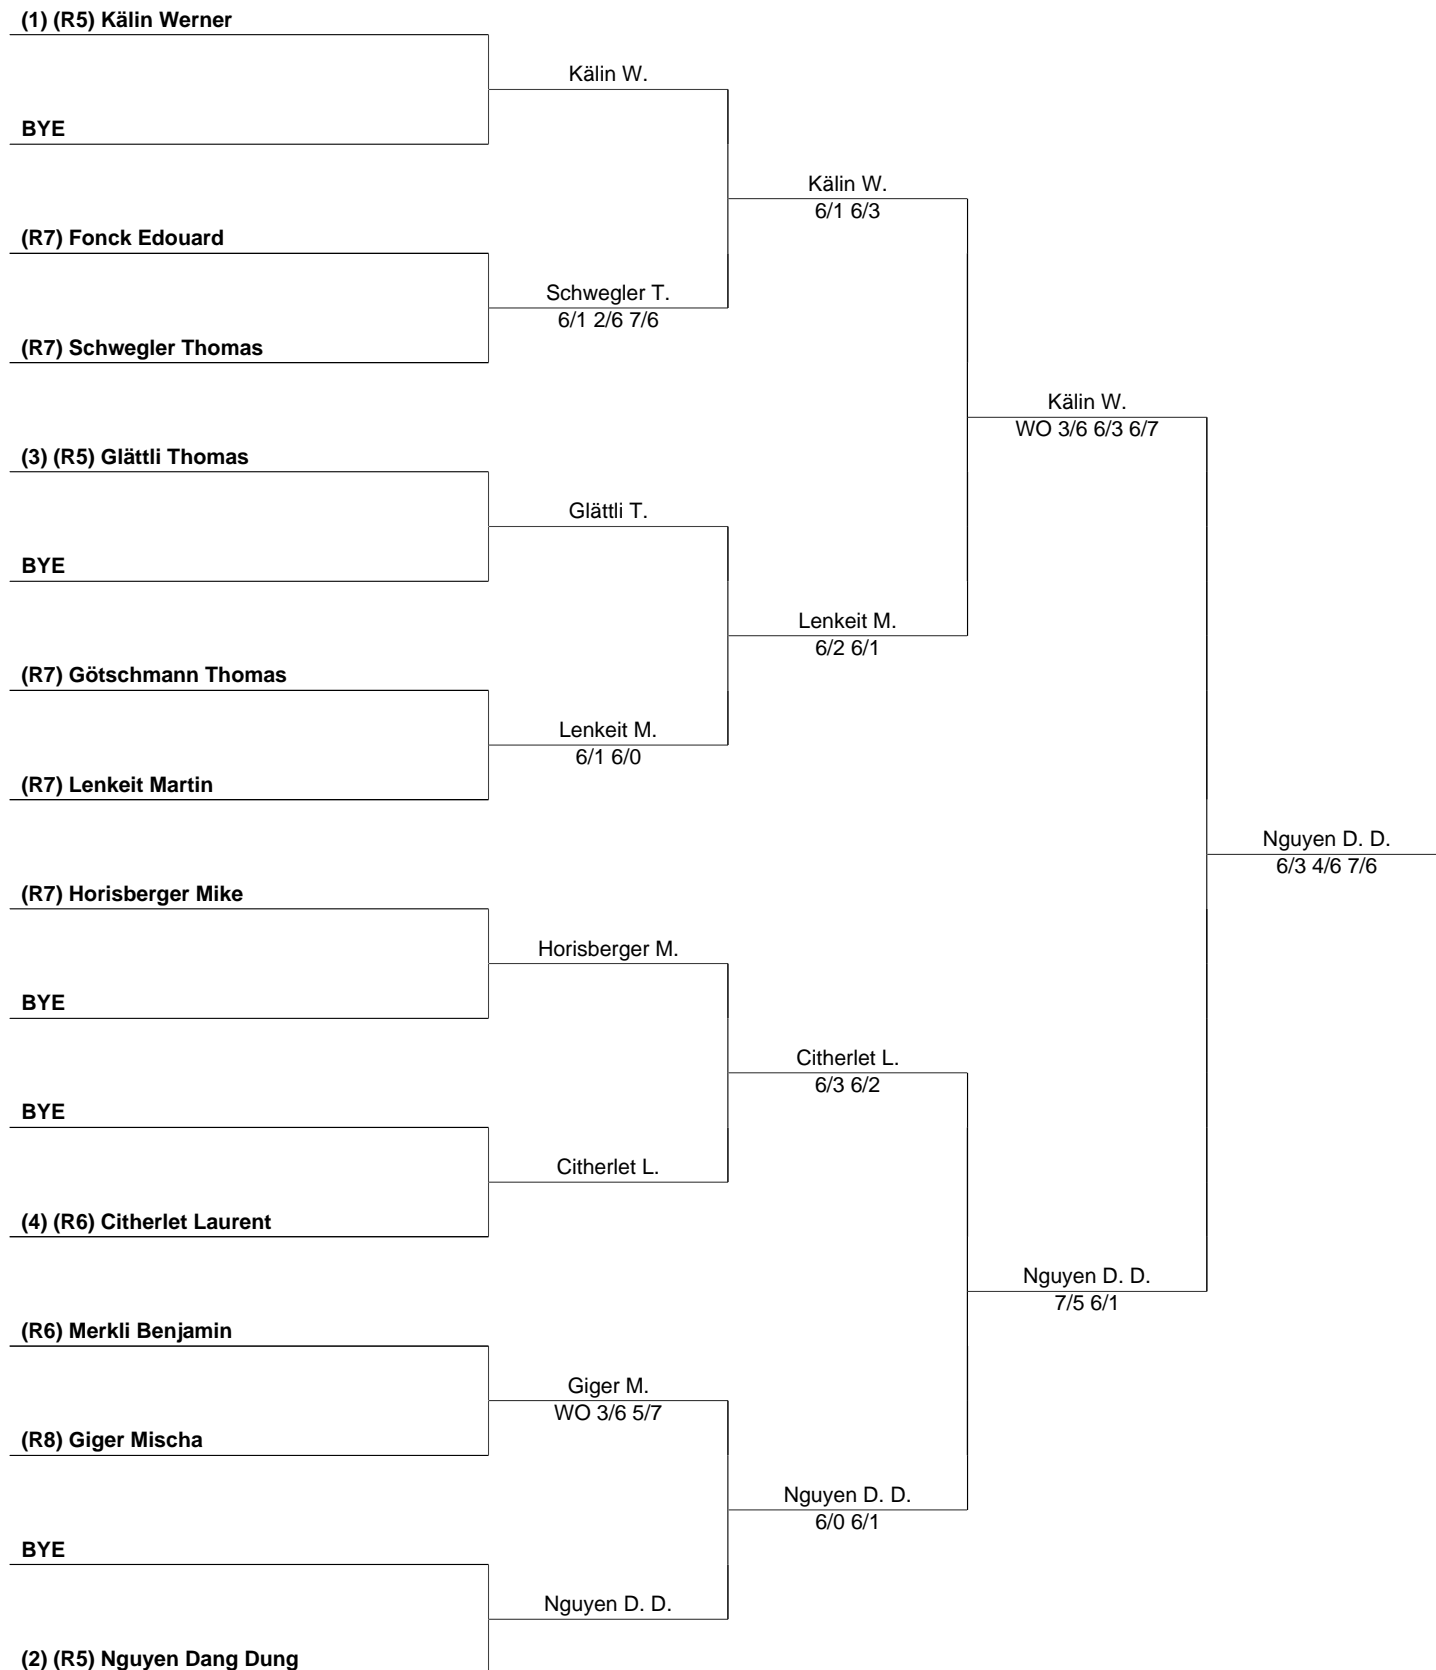 (1) (R5) Kälin Werner
Kälin W.
BYE
Kälin W.
6/1 6/3
(R7) Fonck Edouard
Schwegler T.
6/1 2/6 7/6
(R7) Schwegler Thomas
Kälin W.
WO 3/6 6/3 6/7
(3) (R5) Glättli Thomas
Glättli T.
BYE
Lenkeit M.
6/2 6/1
(R7) Götschmann Thomas
Lenkeit M.
6/1 6/0
(R7) Lenkeit Martin
Nguyen D. D.
6/3 4/6 7/6
(R7) Horisberger Mike
Horisberger M.
BYE
Citherlet L.
6/3 6/2
BYE
Citherlet L.
(4) (R6) Citherlet Laurent
Nguyen D. D.
7/5 6/1
(R6) Merkli Benjamin
Giger M.
WO 3/6 5/7
(R8) Giger Mischa
Nguyen D. D.
6/0 6/1
BYE
Nguyen D. D.
(2) (R5) Nguyen Dang Dung